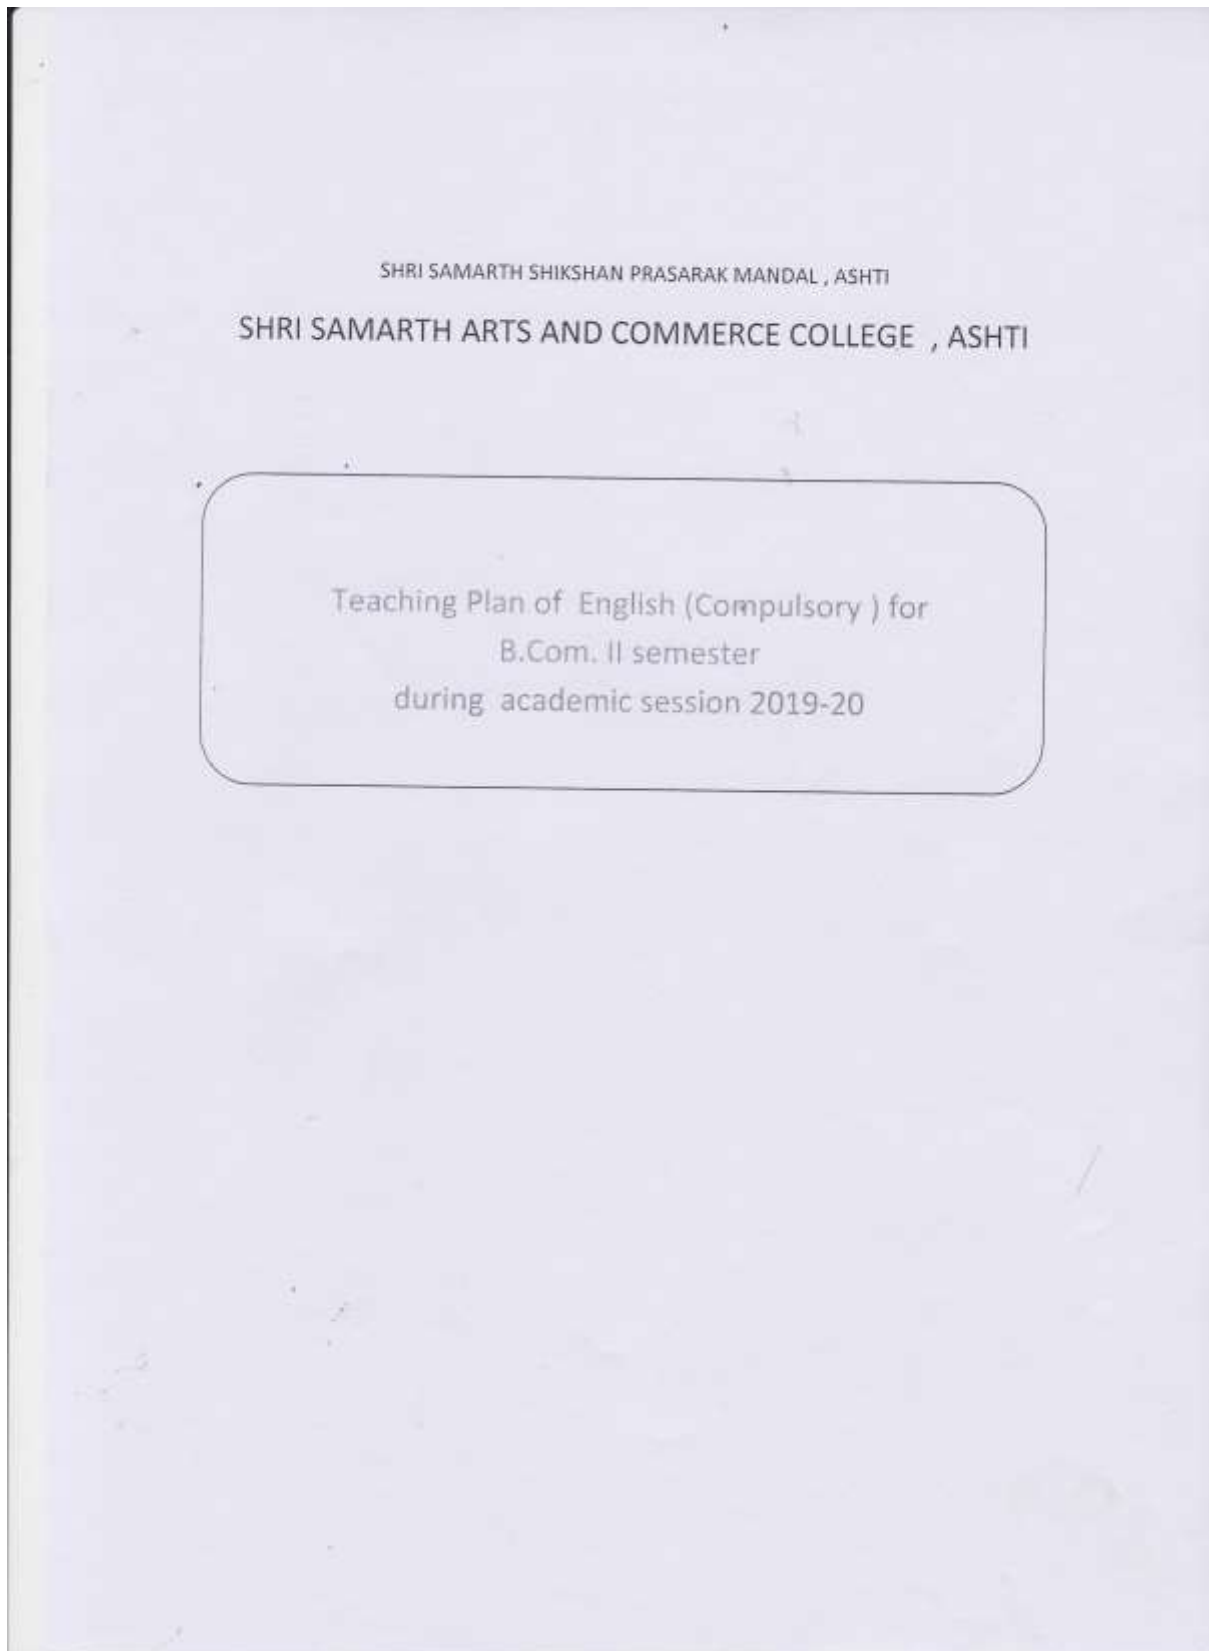 SHRI SAMARTH SHIKSHAN PRASARAK MANDAL , ASHTI
SHRI SAMARTH ARTS AND COMMERCE COLLEGE , ASHTI
Teaching Plan of English (Compulsory ) for
B.Com. II semester
during academic session 2019-20